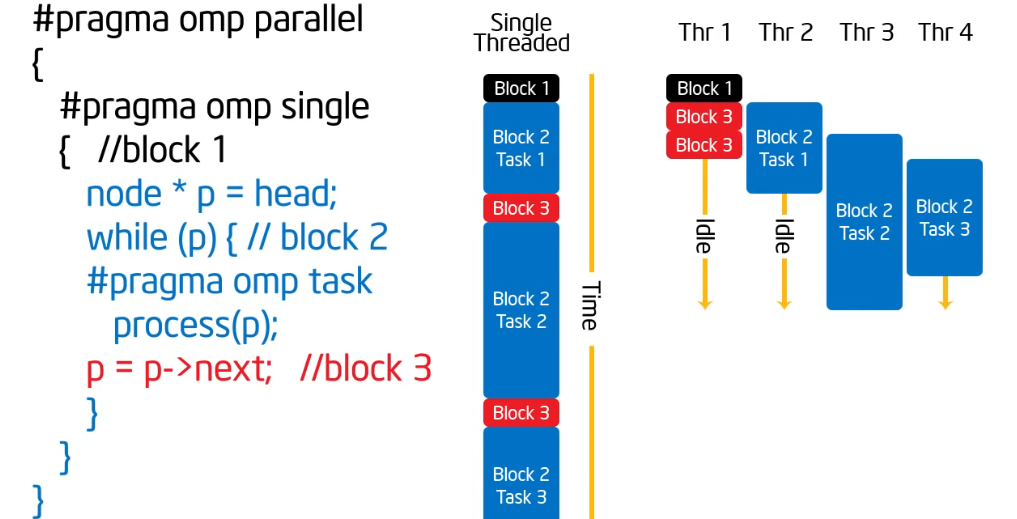 #pragma omp parallel
{
#pragma omp single
{ //block 1
node * p = head;
while (p) { // block 2
#pragma omp task
process(p);
p = p->next; //block 3
}
}
}
Single
Threaded
Block 1
Block 2
Task 1
Block 3
Block 2
Task 2
Block 3
Block 2
Task 3
Time
Thr 1 Thr 2 Thr 3 Thr 4
Block 1
Block 3
Block 3
Idle
Block 2
Task 1
Idle
Block 2
Task 2
Block 2
Task 3